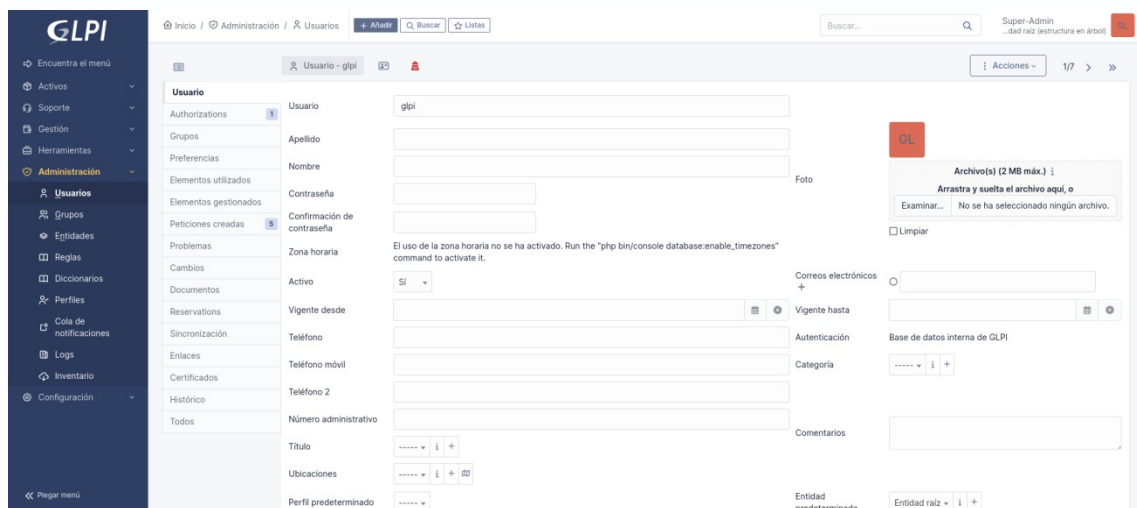 GLPI
Inicio / Administración / Usuarios + Añadir Buscar Listas
Buscar...
Super-Admin
...dad raíz (estructura en árbol)
GL
Encuentra el menú
Activos
Soporte
Gestión
Herramientas
Administración
Usuarios
Grupos
Entidades
Reglas
Diccionarios
Perfiles
Cola de
notificaciones
Logs
Inventario
Configuración
Plegar menú
Usuario - glpi
Acciones
1/7
Usuario
Authorizations 1
Grupos
Preferencias
Elementos utilizados
Elementos gestionados
Peticiones creadas 5
Problemas
Cambios
Documentos
Reservations
Sincronización
Enlaces
Certificados
Histórico
Todos
Usuario glpi
Apellido
Nombre
Contraseña
Confirmación de
contraseña
Zona horaria
El uso de la zona horaria no se ha activado. Run the "php bin/console database:enable_timezones"
command to activate it.
Activo Sí
Vigente desde
Teléfono
Teléfono móvil
Teléfono 2
Número administrativo
Título ----- i +
Ubicaciones ----- i +
Perfil predeterminado -----
Foto
GL
Archivo(s) (2 MB máx.) i
Arrastra y suelta el archivo aquí, o
Examinar... No se ha seleccionado ningún archivo.
Limpiar
Correos electrónicos
+
Vigente hasta
Autenticación Base de datos interna de GLPI
Categoría ----- i +
Comentarios
Entidad
predeterminada
Entidad raíz i +